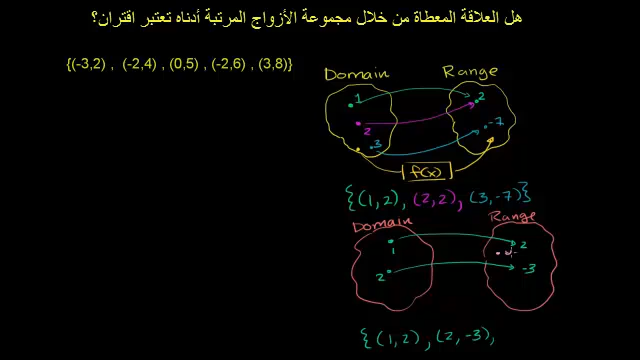 هل العلاقة المعطاة من خلال مجموعة الأزواج المرتبة أدناه تعتبر اقتران؟
{(-3,2) , (-2,4) , (0,5) , (-2,6) , (3,8)}
Domain Range
1 2
2 -7
3
f(x)
{(1,2), (2,2), (3,-7)}
Domain Range
1 2
2 -3
{(1,2), (2,-3),